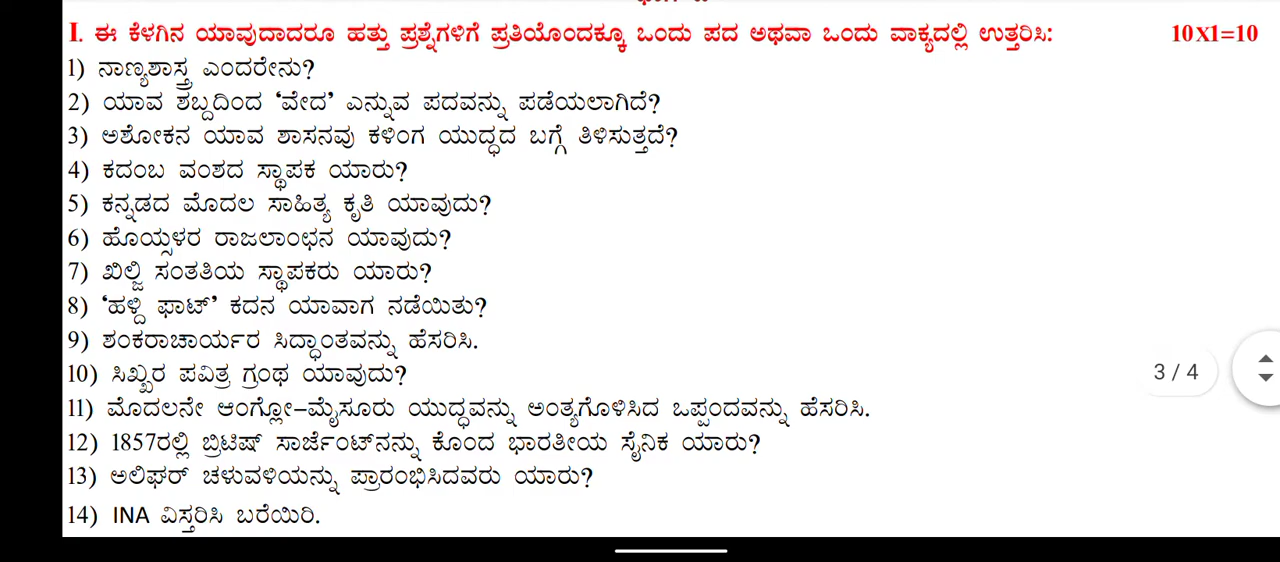 I. ಈ ಕೆಳಗಿನ ಯಾವುದಾದರೂ ಹತ್ತು ಪ್ರಶ್ನೆಗಳಿಗೆ ಪ್ರತಿಯೊಂದಕ್ಕೂ ಒಂದು ಪದ ಅಥವಾ ಒಂದು ವಾಕ್ಯದಲ್ಲಿ ಉತ್ತರಿಸಿ: 10X1=10
1) ನಾಣ್ಯಶಾಸ್ತ್ರ ಎಂದರೇನು?
2) ಯಾವ ಶಬ್ದದಿಂದ ‘ವೇದ’ ಎನ್ನುವ ಪದವನ್ನು ಪಡೆಯಲಾಗಿದೆ?
3) ಅಶೋಕನ ಯಾವ ಶಾಸನವು ಕಳಿಂಗ ಯುದ್ಧದ ಬಗ್ಗೆ ತಿಳಿಸುತ್ತದೆ?
4) ಕದಂಬ ವಂಶದ ಸ್ಥಾಪಕ ಯಾರು?
5) ಕನ್ನಡದ ಮೊದಲ ಸಾಹಿತ್ಯ ಕೃತಿ ಯಾವುದು?
6) ಹೊಯ್ಸಳರ ರಾಜಲಾಂಛನ ಯಾವುದು?
7) ಖಿಲ್ಜಿ ಸಂತತಿಯ ಸ್ಥಾಪಕರು ಯಾರು?
8) ‘ಹಳ್ದಿ ಘಾಟ್’ ಕದನ ಯಾವಾಗ ನಡೆಯಿತು?
9) ಶಂಕರಾಚಾರ್ಯರ ಸಿದ್ಧಾಂತವನ್ನು ಹೆಸರಿಸಿ.
10) ಸಿಖ್ಖರ ಪವಿತ್ರ ಗ್ರಂಥ ಯಾವುದು?
3 / 4
11) ಮೊದಲನೇ ಆಂಗ್ಲೋ-ಮೈಸೂರು ಯುದ್ಧವನ್ನು ಅಂತ್ಯಗೊಳಿಸಿದ ಒಪ್ಪಂದವನ್ನು ಹೆಸರಿಸಿ.
12) 1857ರಲ್ಲಿ ಬ್ರಿಟಿಷ್ ಸಾರ್ಜೆಂಟ್‌ನನ್ನು ಕೊಂದ ಭಾರತೀಯ ಸೈನಿಕ ಯಾರು?
13) ಅಲಿಘರ್ ಚಳುವಳಿಯನ್ನು ಪ್ರಾರಂಭಿಸಿದವರು ಯಾರು?
14) INA ವಿಸ್ತರಿಸಿ ಬರೆಯಿರಿ.